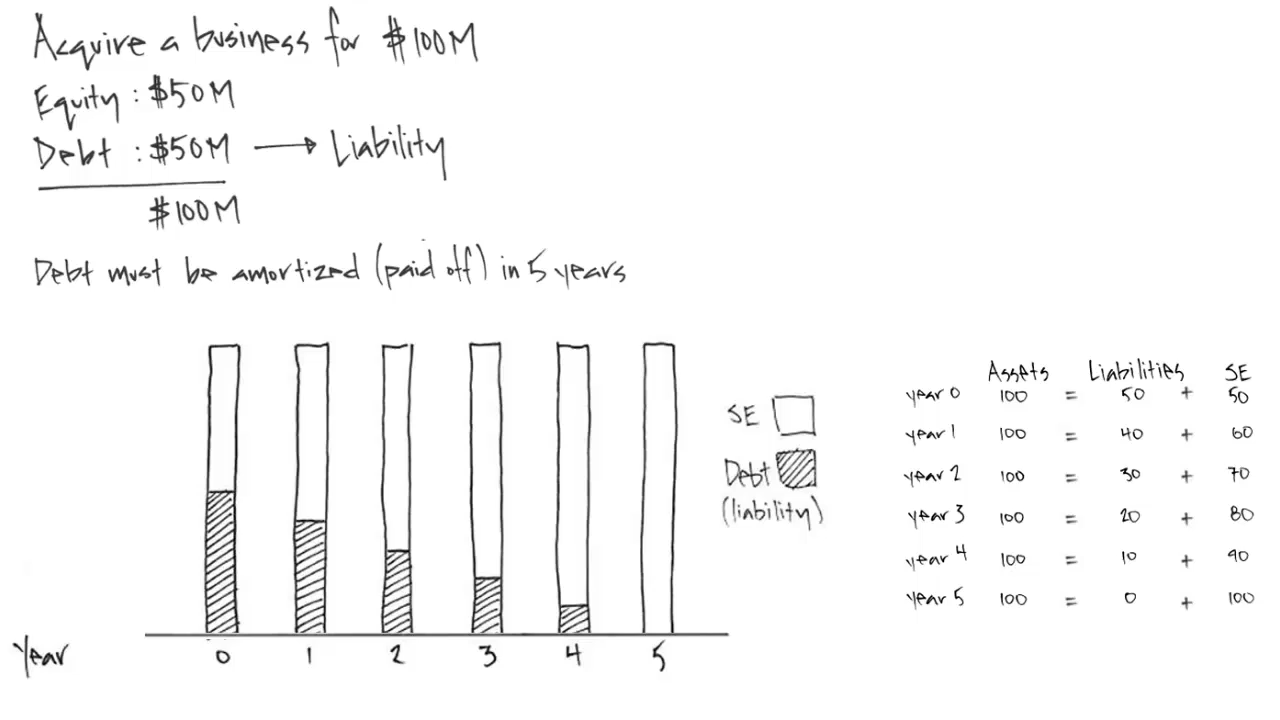 Acquire a business for $100M
Equity : $50M
Debt : $50M → Liability
$100M
Debt must be amortized (paid off) in 5 years
SE
Debt
(liability)
Year 0 1 2 3 4 5
Assets Liabilities SE
year 0 100 = 50 + 50
year 1 100 = 40 + 60
year 2 100 = 30 + 70
year 3 100 = 20 + 80
year 4 100 = 10 + 90
year 5 100 = 0 + 100